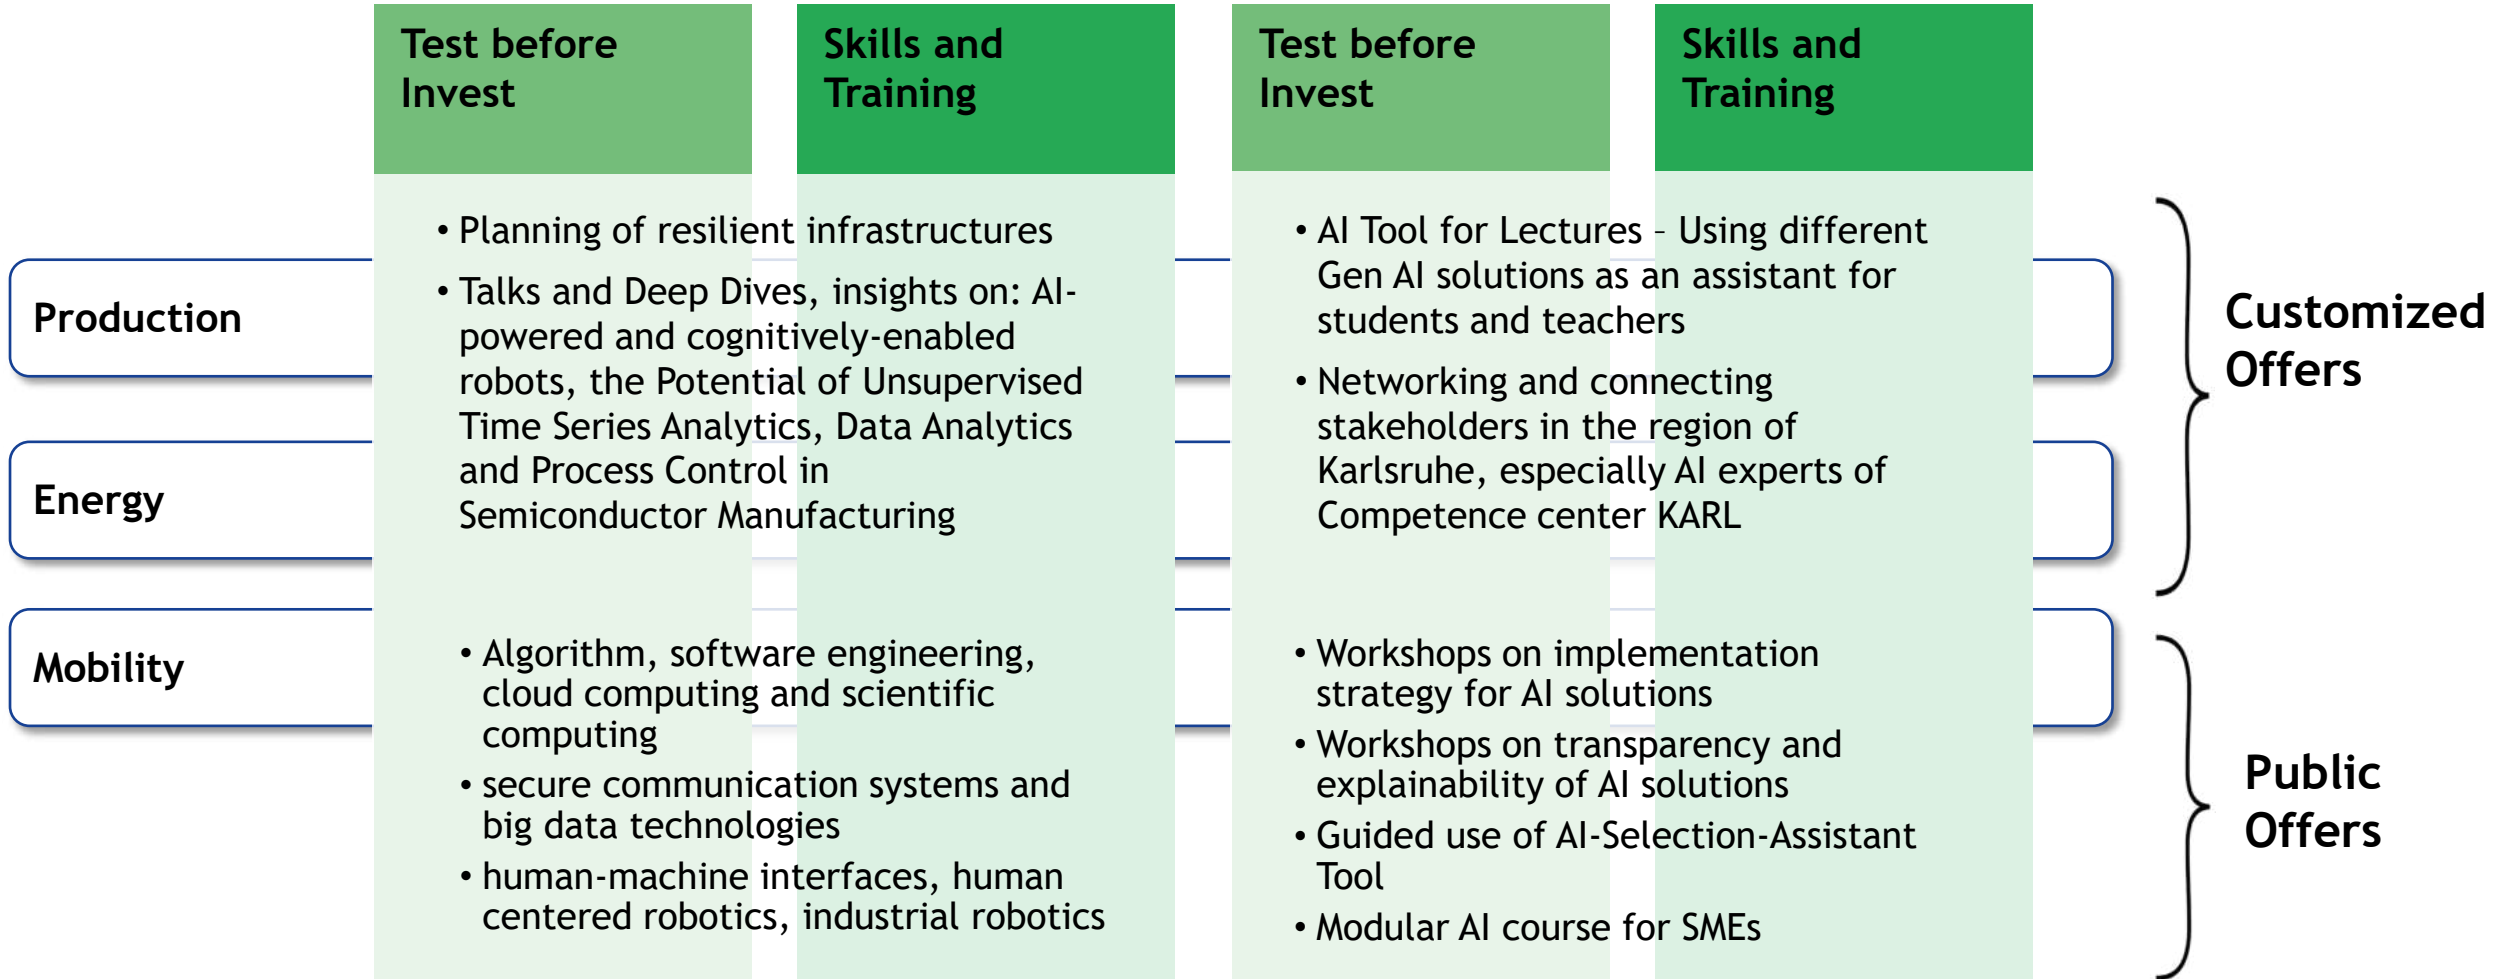 Test before
Invest
Skills and
Training
Test before
Invest
Skills and
Training
Production
Energy
Mobility
• Planning of resilient infrastructures
• Talks and Deep Dives, insights on: AI-
powered and cognitively-enabled
robots, the Potential of Unsupervised
Time Series Analytics, Data Analytics
and Process Control in
Semiconductor Manufacturing
• AI Tool for Lectures – Using different
Gen AI solutions as an assistant for
students and teachers
• Networking and connecting
stakeholders in the region of
Karlsruhe, especially AI experts of
Competence center KARL
Customized
Offers
• Algorithm, software engineering,
cloud computing and scientific
computing
• secure communication systems and
big data technologies
• human-machine interfaces, human
centered robotics, industrial robotics
• Workshops on implementation
strategy for AI solutions
• Workshops on transparency and
explainability of AI solutions
• Guided use of AI-Selection-Assistant
Tool
• Modular AI course for SMEs
Public
Offers